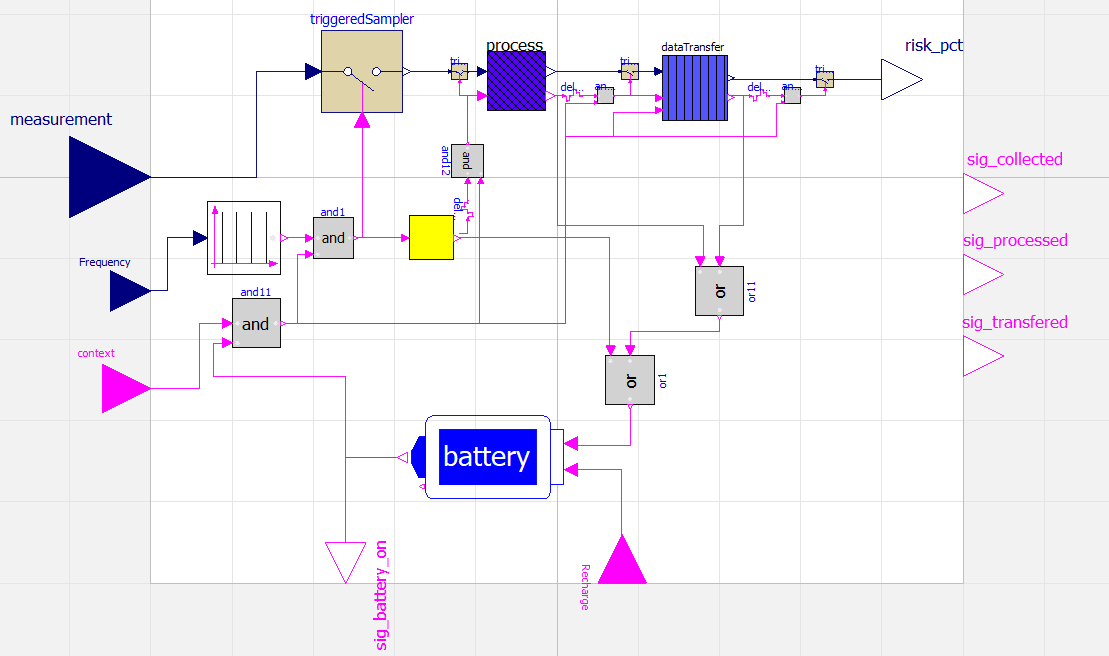 triggeredSampler
process
dataTransfer
risk_pct
tri...
tri...
tri...
del...
an...
del...
an...
measurement
and
and12
sig_collected
del...
and1
and
Frequency
sig_processed
and11
and
or
or11
sig_transfered
context
or
or1
battery
sig_battery_on
Recharge